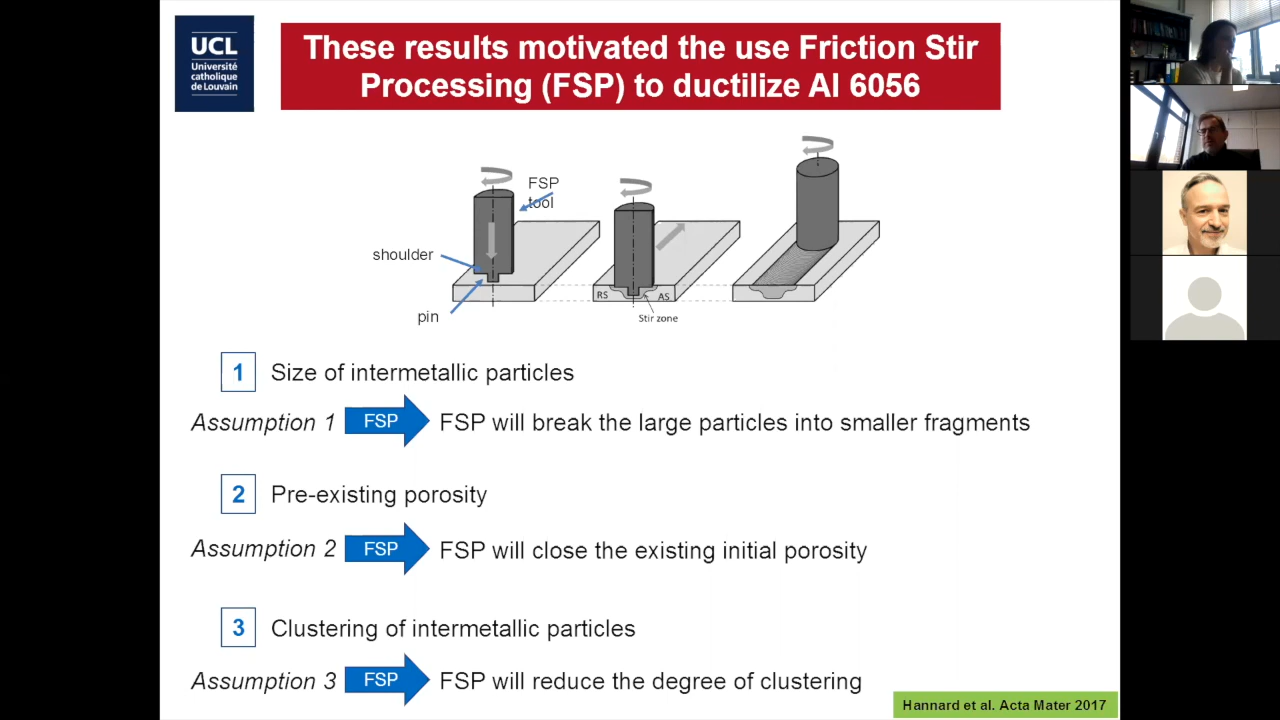 UCL
Université
catholique
de Louvain
These results motivated the use Friction Stir
Processing (FSP) to ductilize Al 6056
FSP
tool
shoulder
pin
RS
AS
Stir zone
1 Size of intermetallic particles
Assumption 1 FSP FSP will break the large particles into smaller fragments
2 Pre-existing porosity
Assumption 2 FSP FSP will close the existing initial porosity
3 Clustering of intermetallic particles
Assumption 3 FSP FSP will reduce the degree of clustering
Hannard et al. Acta Mater 2017